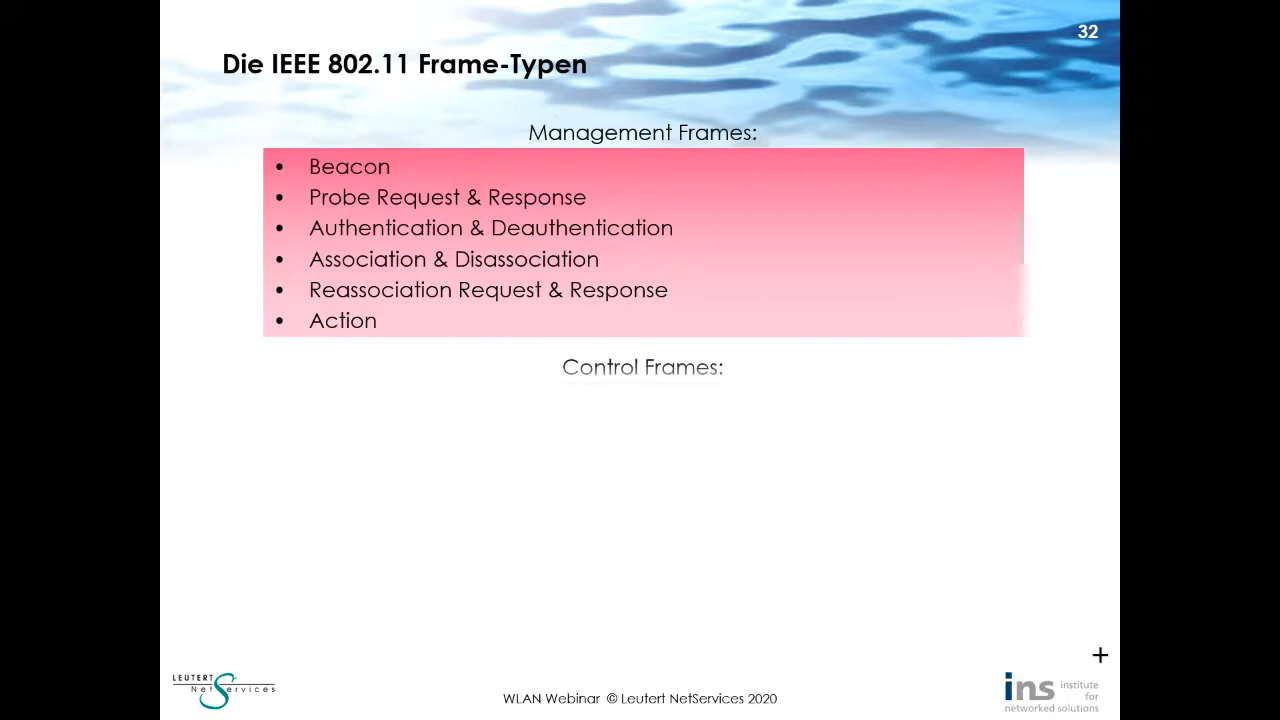 32
Die IEEE 802.11 Frame-Typen
Management Frames:
• Beacon
• Probe Request & Response
• Authentication & Deauthentication
• Association & Disassociation
• Reassociation Request & Response
• Action
Control Frames:
+
LEUTERT
NetServices
WLAN Webinar © Leutert NetServices 2020
ins institute
for
networked solutions